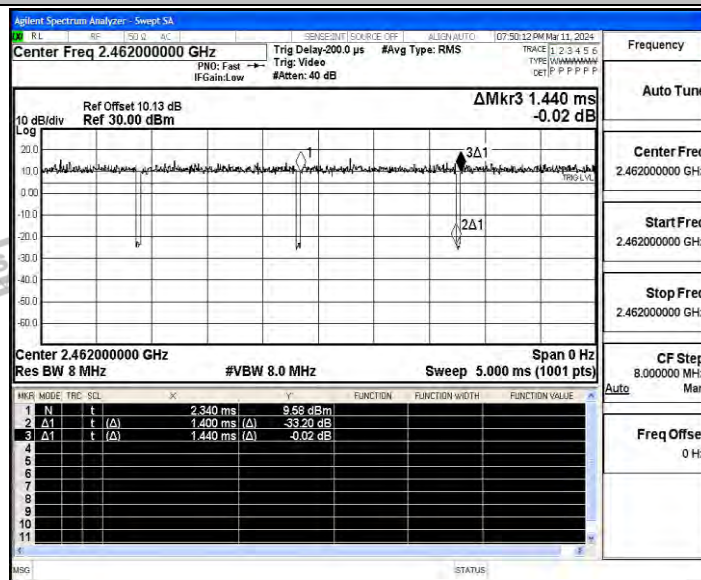 Agilent Spectrum Analyzer - Swept SA
RL RF 50 Ω AC SENSE:INT SOURCE OFF ALIGN AUTO 07:50:12 PM Mar 11, 2024
Center Freq 2.462000000 GHz
PNO: Fast
IFGain:Low
Trig Delay-200.0 µs
Trig: Video
#Atten: 40 dB
#Avg Type: RMS
TRACE 1 2 3 4 5 6
TYPE
DET P P P P P P
Ref Offset 10.13 dB
10 dB/div Ref 30.00 dBm
Log
ΔMkr3 1.440 ms
-0.02 dB
20.0
10.0
0.00
-10.0
-20.0
-30.0
-40.0
-50.0
-60.0
1
3Δ1
TRIG LVL
2Δ1
Center 2.462000000 GHz Span 0 Hz
Res BW 8 MHz #VBW 8.0 MHz Sweep 5.000 ms (1001 pts)
MKR MODE TRC SCL X Y FUNCTION FUNCTION WIDTH FUNCTION VALUE
1 N t 2.340 ms 9.58 dBm
2 Δ1 t (Δ) 1.400 ms (Δ) -33.20 dB
3 Δ1 t (Δ) 1.440 ms (Δ) -0.02 dB
4
5
6
7
8
9
10
11
MSG STATUS
Frequency
Auto Tune
Center Freq
2.462000000 GHz
Start Freq
2.462000000 GHz
Stop Freq
2.462000000 GHz
CF Step
8.000000 MHz
Auto Man
Freq Offset
0 Hz